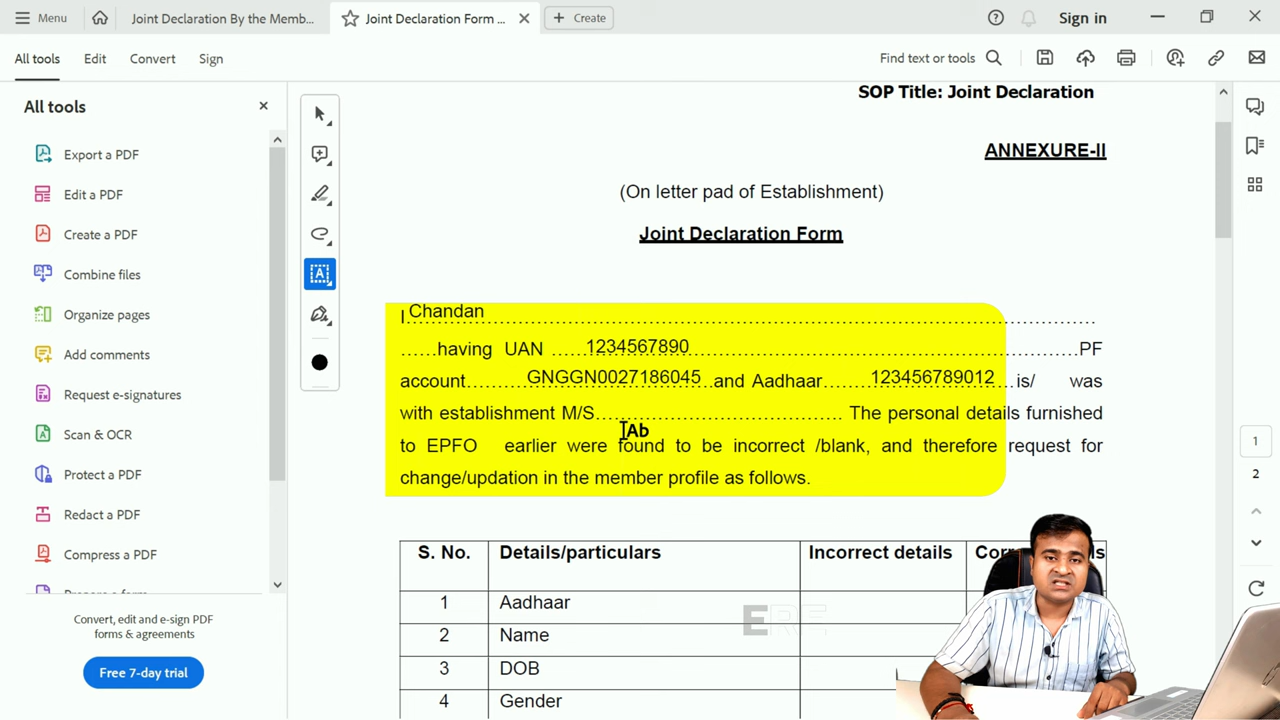 Menu
Joint Declaration By the Memb...
Joint Declaration Form ...
Create
Sign in
All tools
Edit
Convert
Sign
Find text or tools
All tools
Export a PDF
Edit a PDF
Create a PDF
Combine files
Organize pages
Add comments
Request e-signatures
Scan & OCR
Protect a PDF
Redact a PDF
Compress a PDF
Convert, edit and e-sign PDF
forms & agreements
Free 7-day trial
SOP Title: Joint Declaration
ANNEXURE-II
(On letter pad of Establishment)
Joint Declaration Form
I Chandan
......having UAN ......1234567890......PF
account.........GNGGN0027186045..and Aadhaar........123456789012...is/ was
with establishment M/S.......................................... The personal details furnished
Ab
to EPFO earlier were found to be incorrect /blank, and therefore request for
change/updation in the member profile as follows.
S. No. Details/particulars Incorrect details
1 Aadhaar
2 Name
3 DOB
4 Gender
1
2